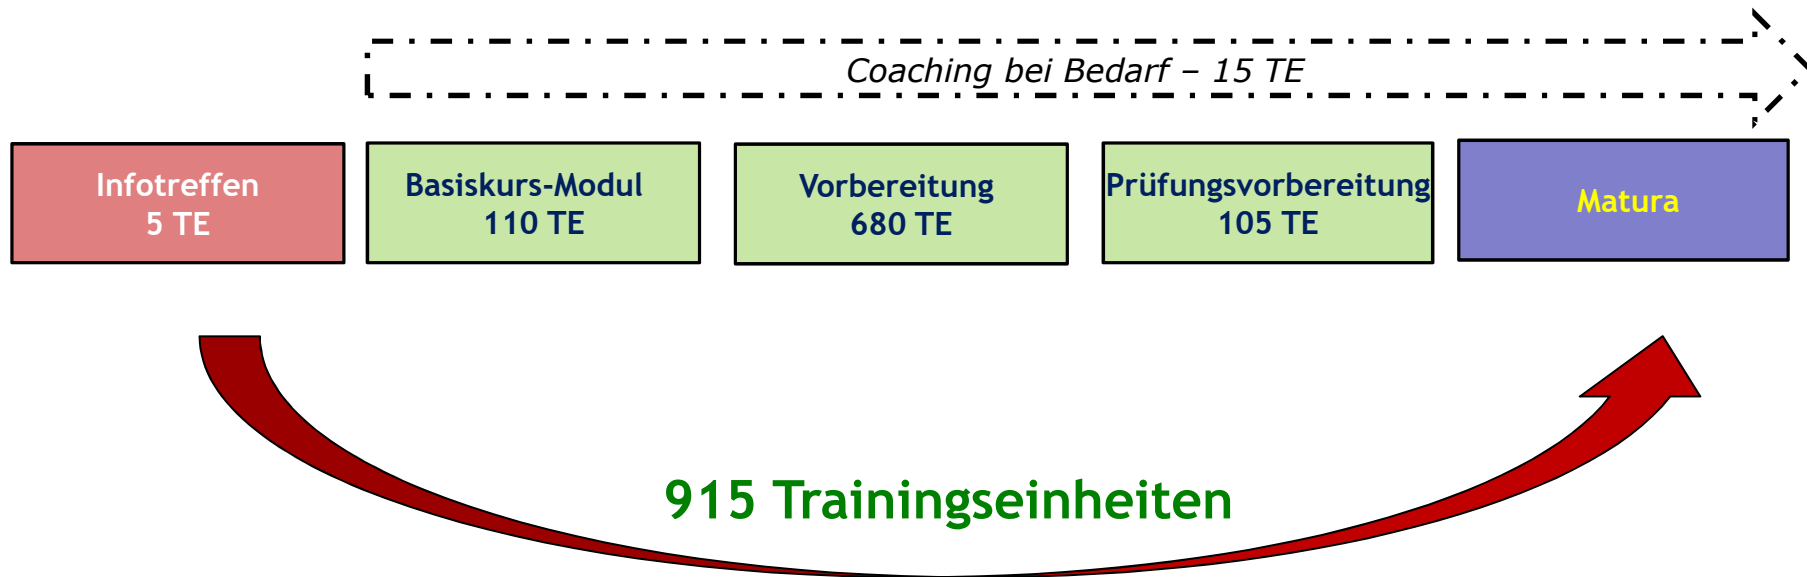 Coaching bei Bedarf – 15 TE
Infotreffen
5 TE
Basiskurs-Modul
110 TE
Vorbereitung
680 TE
Prüfungsvorbereitung
105 TE
Matura
915 Trainingseinheiten